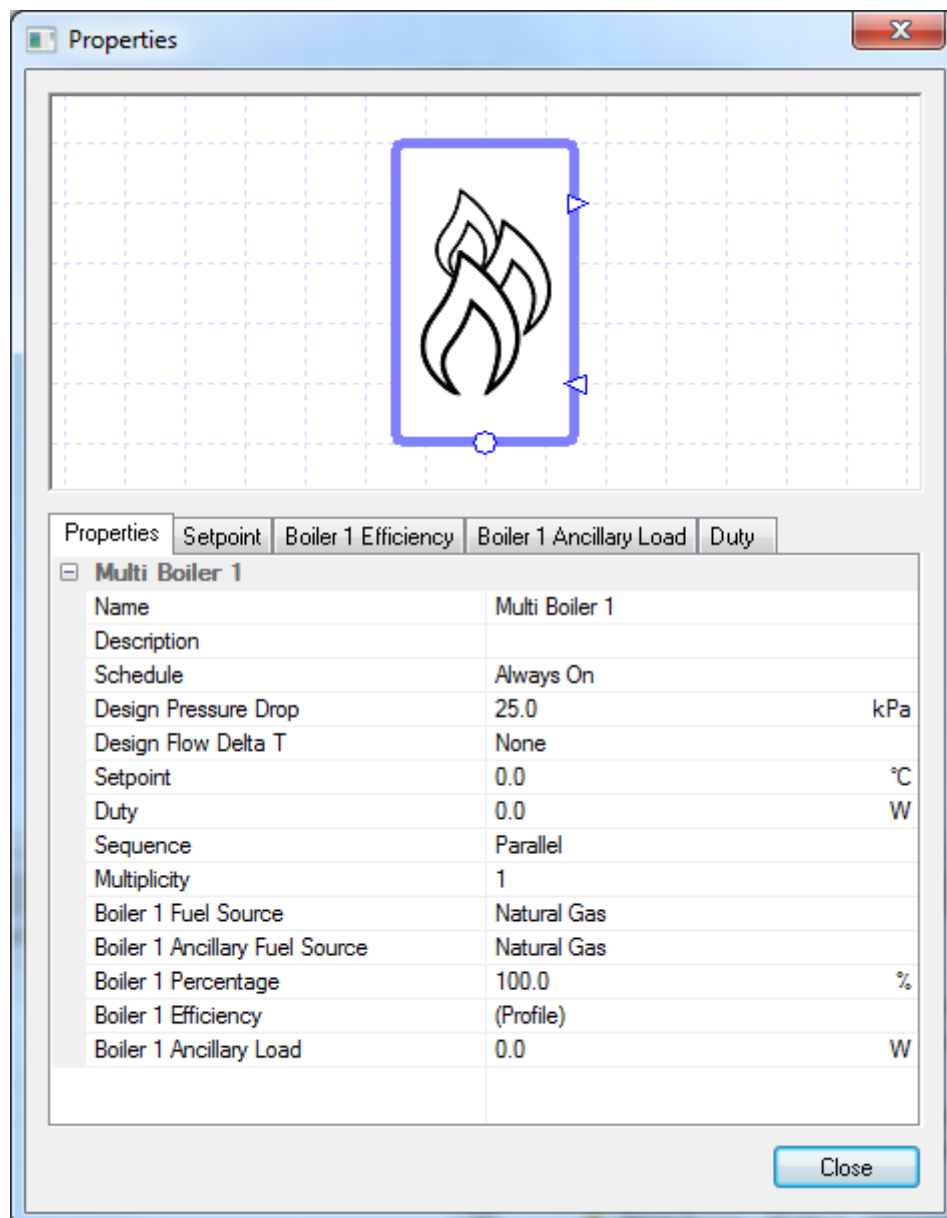 Properties
Properties Setpoint Boiler 1 Efficiency Boiler 1 Ancillary Load Duty
Multi Boiler 1
Name Multi Boiler 1
Description
Schedule Always On
Design Pressure Drop 25.0 kPa
Design Flow Delta T None
Setpoint 0.0 °C
Duty 0.0 W
Sequence Parallel
Multiplicity 1
Boiler 1 Fuel Source Natural Gas
Boiler 1 Ancillary Fuel Source Natural Gas
Boiler 1 Percentage 100.0 %
Boiler 1 Efficiency (Profile)
Boiler 1 Ancillary Load 0.0 W
Close